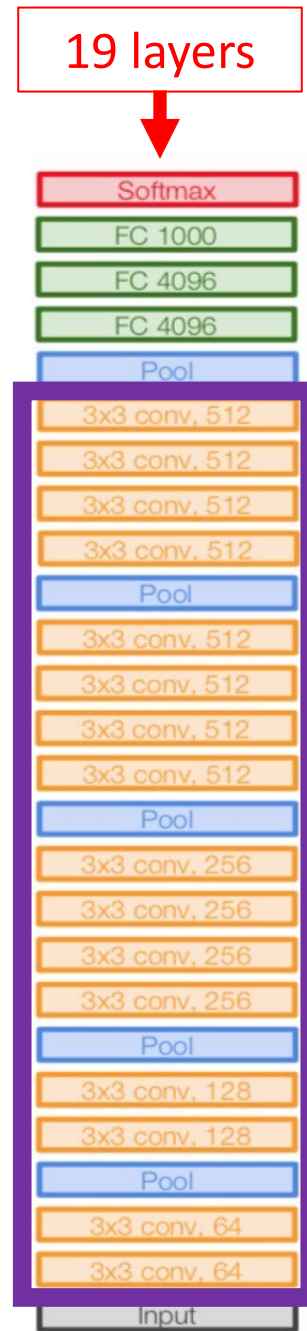 19 layers
Softmax
FC 1000
FC 4096
FC 4096
Pool
3x3 conv, 512
3x3 conv, 512
3x3 conv, 512
3x3 conv, 512
Pool
3x3 conv, 512
3x3 conv, 512
3x3 conv, 512
3x3 conv, 512
Pool
3x3 conv, 256
3x3 conv, 256
3x3 conv, 256
3x3 conv, 256
Pool
3x3 conv, 128
3x3 conv, 128
Pool
3x3 conv, 64
3x3 conv, 64
Input